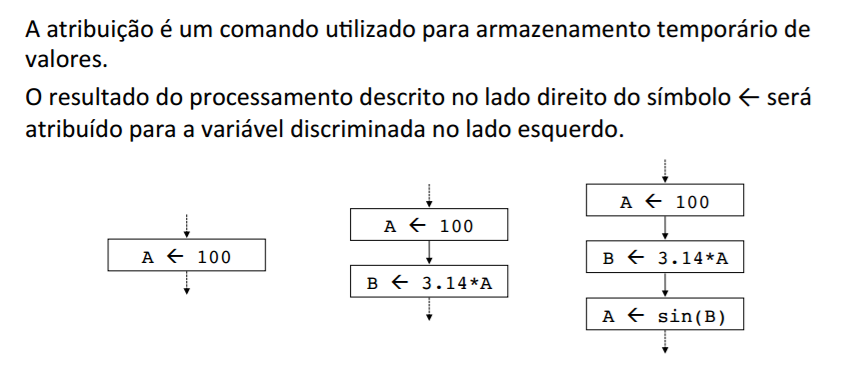 A atribuição é um comando utilizado para armazenamento temporário de
valores.
O resultado do processamento descrito no lado direito do símbolo ← será
atribuído para a variável discriminada no lado esquerdo.
A ← 100
A ← 100
B ← 3.14*A
A ← 100
B ← 3.14*A
A ← sin(B)